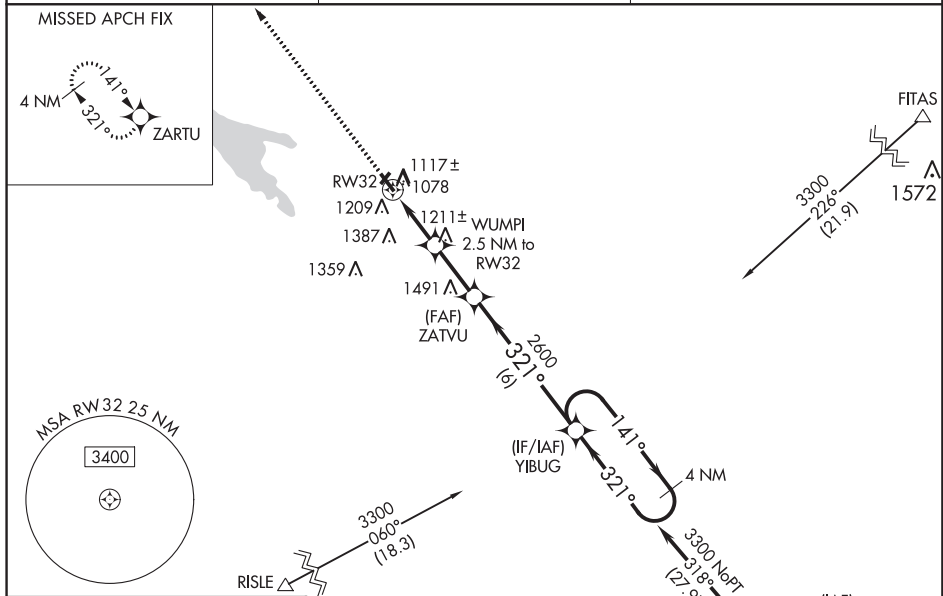 MISSED APCH FIX
4 NM
141°
321°
ZARTU
RW32
1117±
1078
1209
1211±
WUMPI
2.5 NM to
RW32
1387
1359
1491
(FAF)
ZATVU
2600
321°
(6)
FITAS
1572
3300
226°
(21.9)
(IF/IAF)
YIBUG
141°
321°
4 NM
MSA RW32 25 NM
3400
3300
060°
(18.3)
RISLE
3300 NoPT
318°